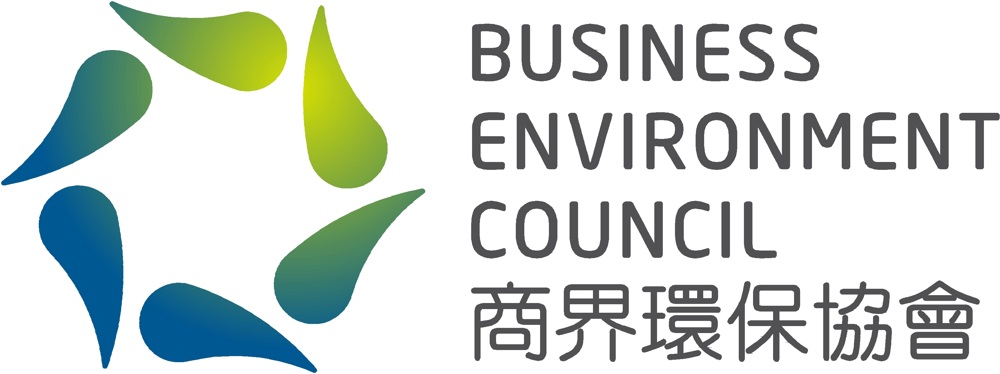 BUSINESS
ENVIRONMENT
COUNCIL
商界環保協會